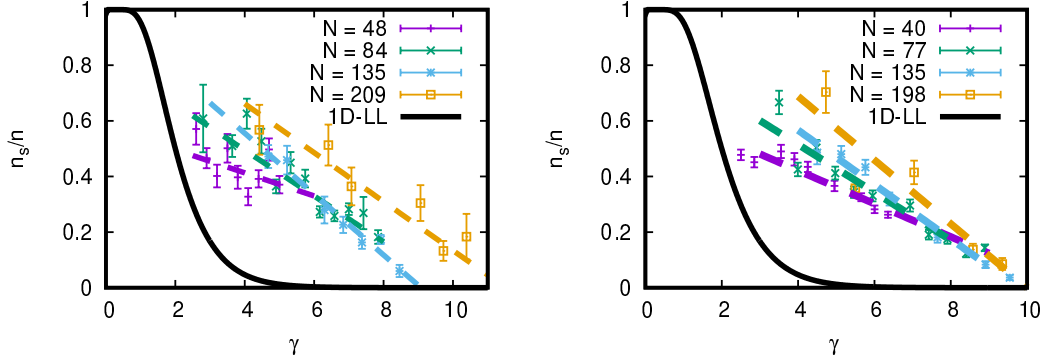 1
0.8
0.6
0.4
0.2
0
n_s/n
0 2 4 6 8 10
γ
N = 48
N = 84
N = 135
N = 209
1D-LL
1
0.8
0.6
0.4
0.2
0
n_s/n
0 2 4 6 8 10
γ
N = 40
N = 77
N = 135
N = 198
1D-LL